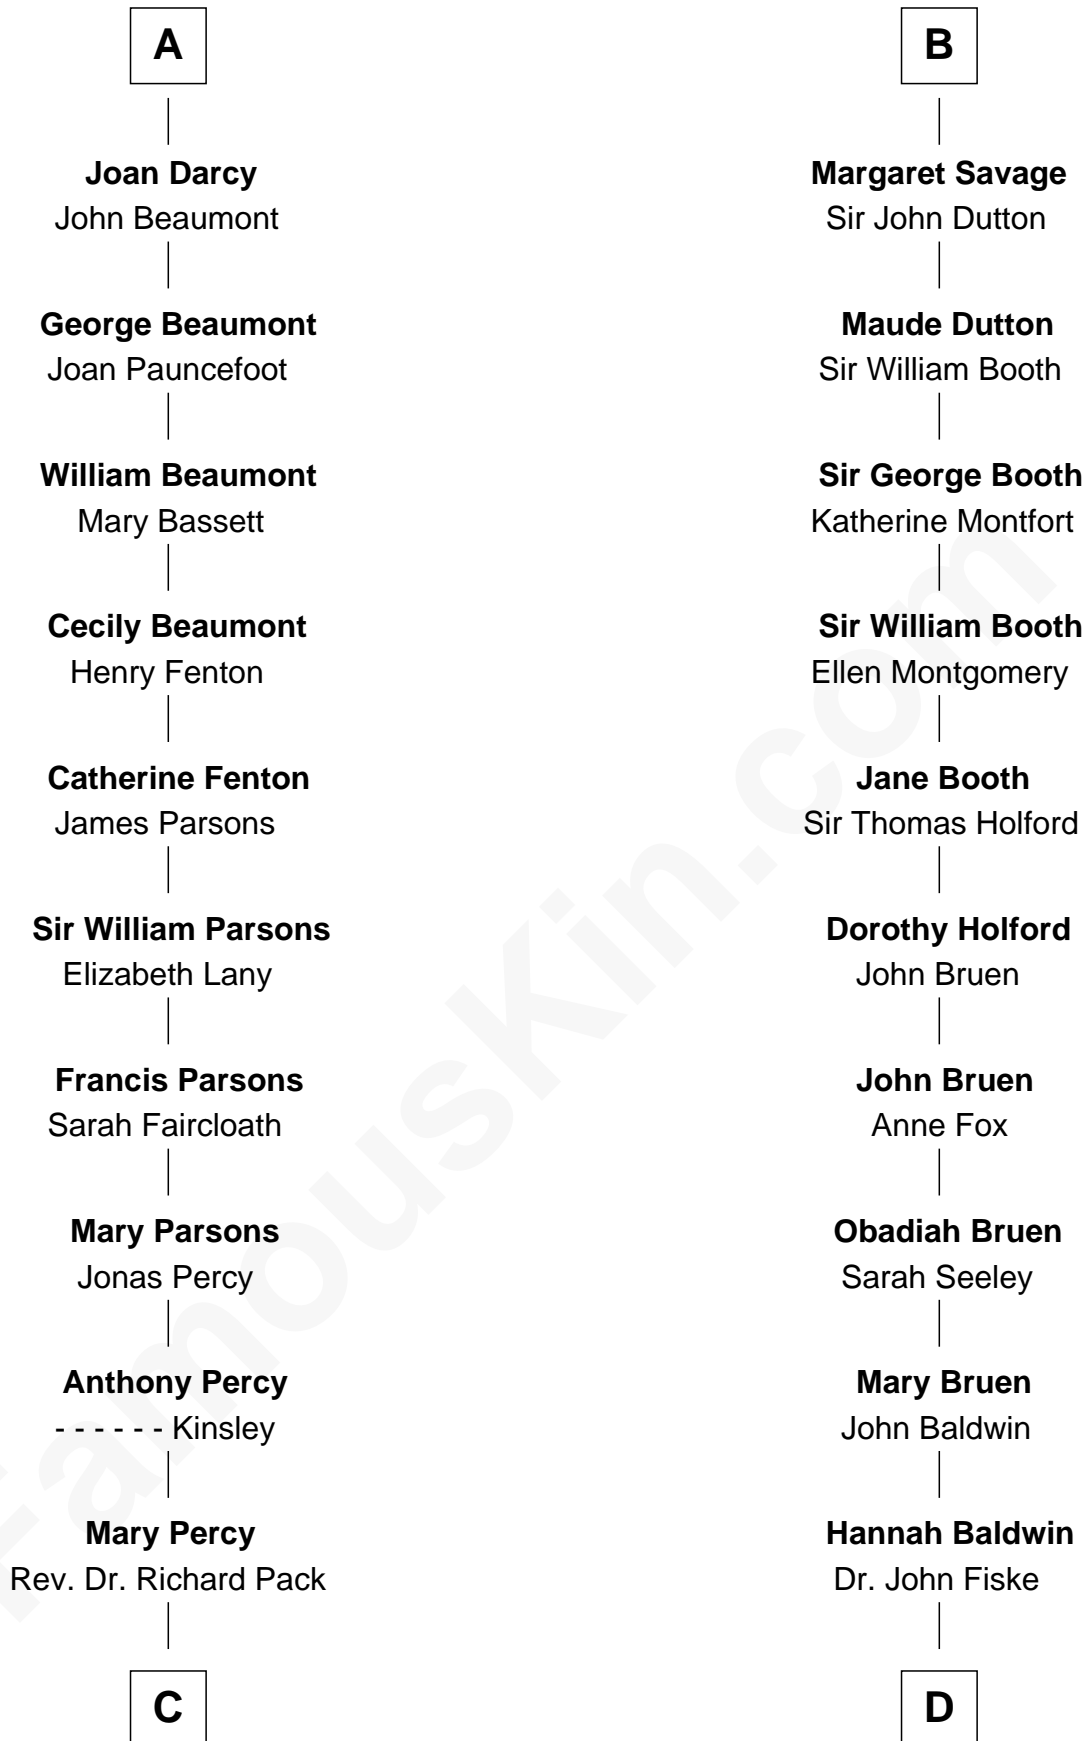 A
Joan Darcy
John Beaumont
George Beaumont
Joan Pauncefoot
William Beaumont
Mary Bassett
Cecily Beaumont
Henry Fenton
Catherine Fenton
James Parsons
Sir William Parsons
Elizabeth Lany
Francis Parsons
Sarah Faircloath
Mary Parsons
Jonas Percy
Anthony Percy
- - - - - - Kinsley
Mary Percy
Rev. Dr. Richard Pack
C
B
Margaret Savage
Sir John Dutton
Maude Dutton
Sir William Booth
Sir George Booth
Katherine Montfort
Sir William Booth
Ellen Montgomery
Jane Booth
Sir Thomas Holford
Dorothy Holford
John Bruen
John Bruen
Anne Fox
Obadiah Bruen
Sarah Seeley
Mary Bruen
John Baldwin
Hannah Baldwin
Dr. John Fiske
D
FamousKin.com